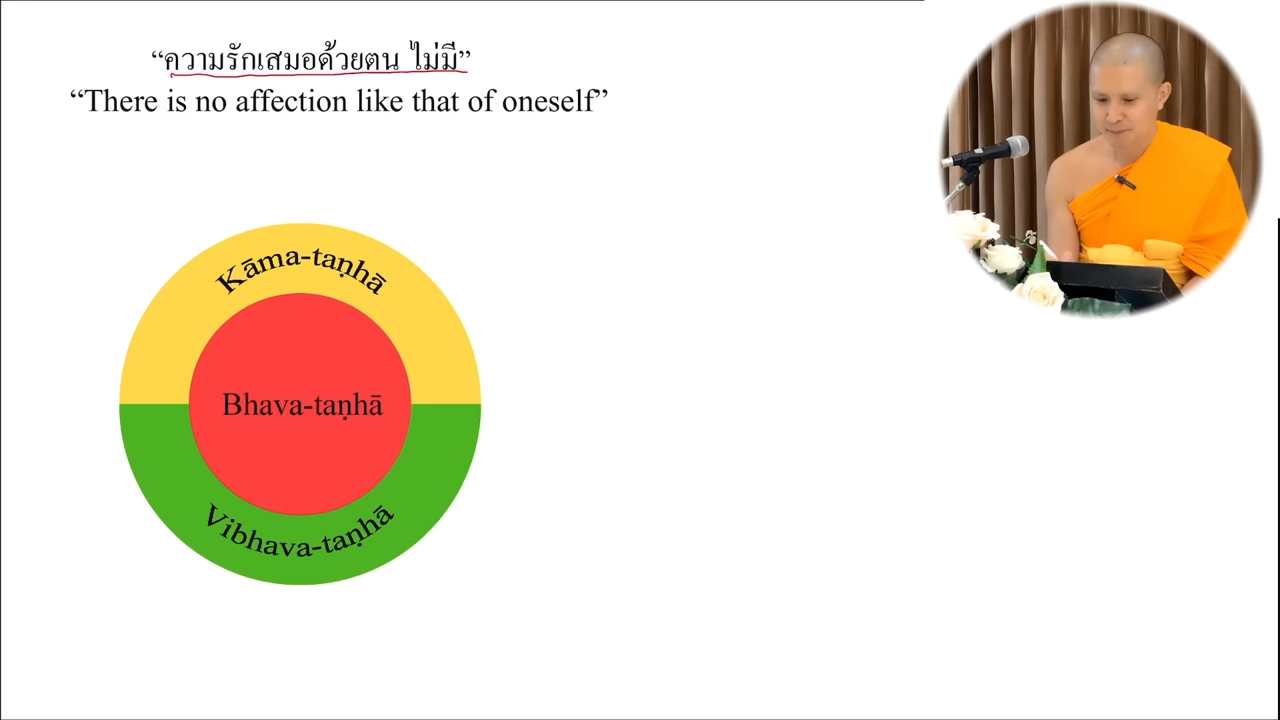 “ความรักเสมอด้วยตน ไม่มี”
“There is no affection like that of oneself”
Kāma-taṇhā
Bhava-taṇhā
Vibhava-taṇhā